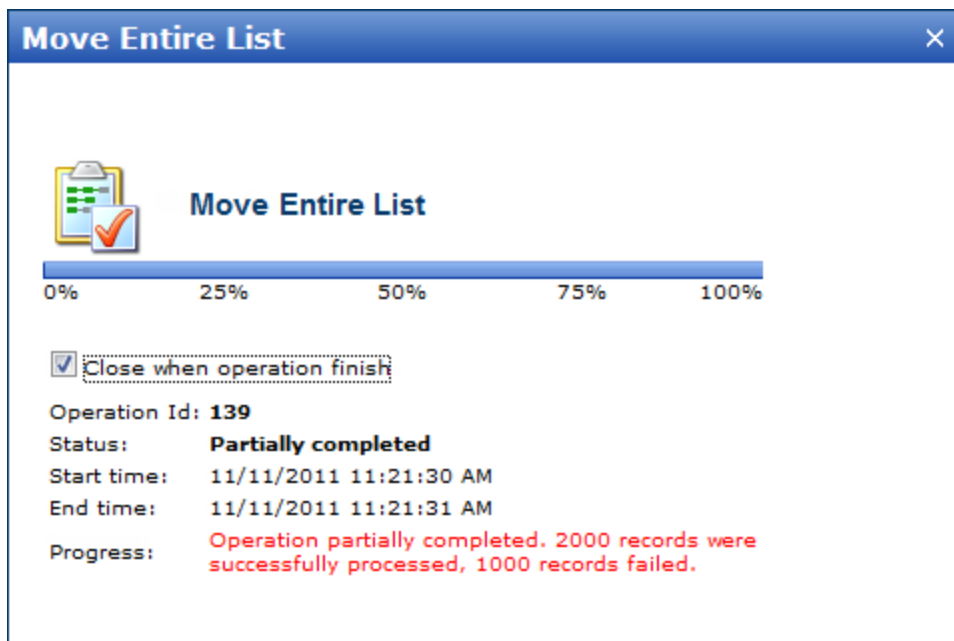 Move Entire List
Move Entire List
0% 25% 50% 75% 100%
Close when operation finish
Operation Id: 139
Status: Partially completed
Start time: 11/11/2011 11:21:30 AM
End time: 11/11/2011 11:21:31 AM
Progress: Operation partially completed. 2000 records were
successfully processed, 1000 records failed.